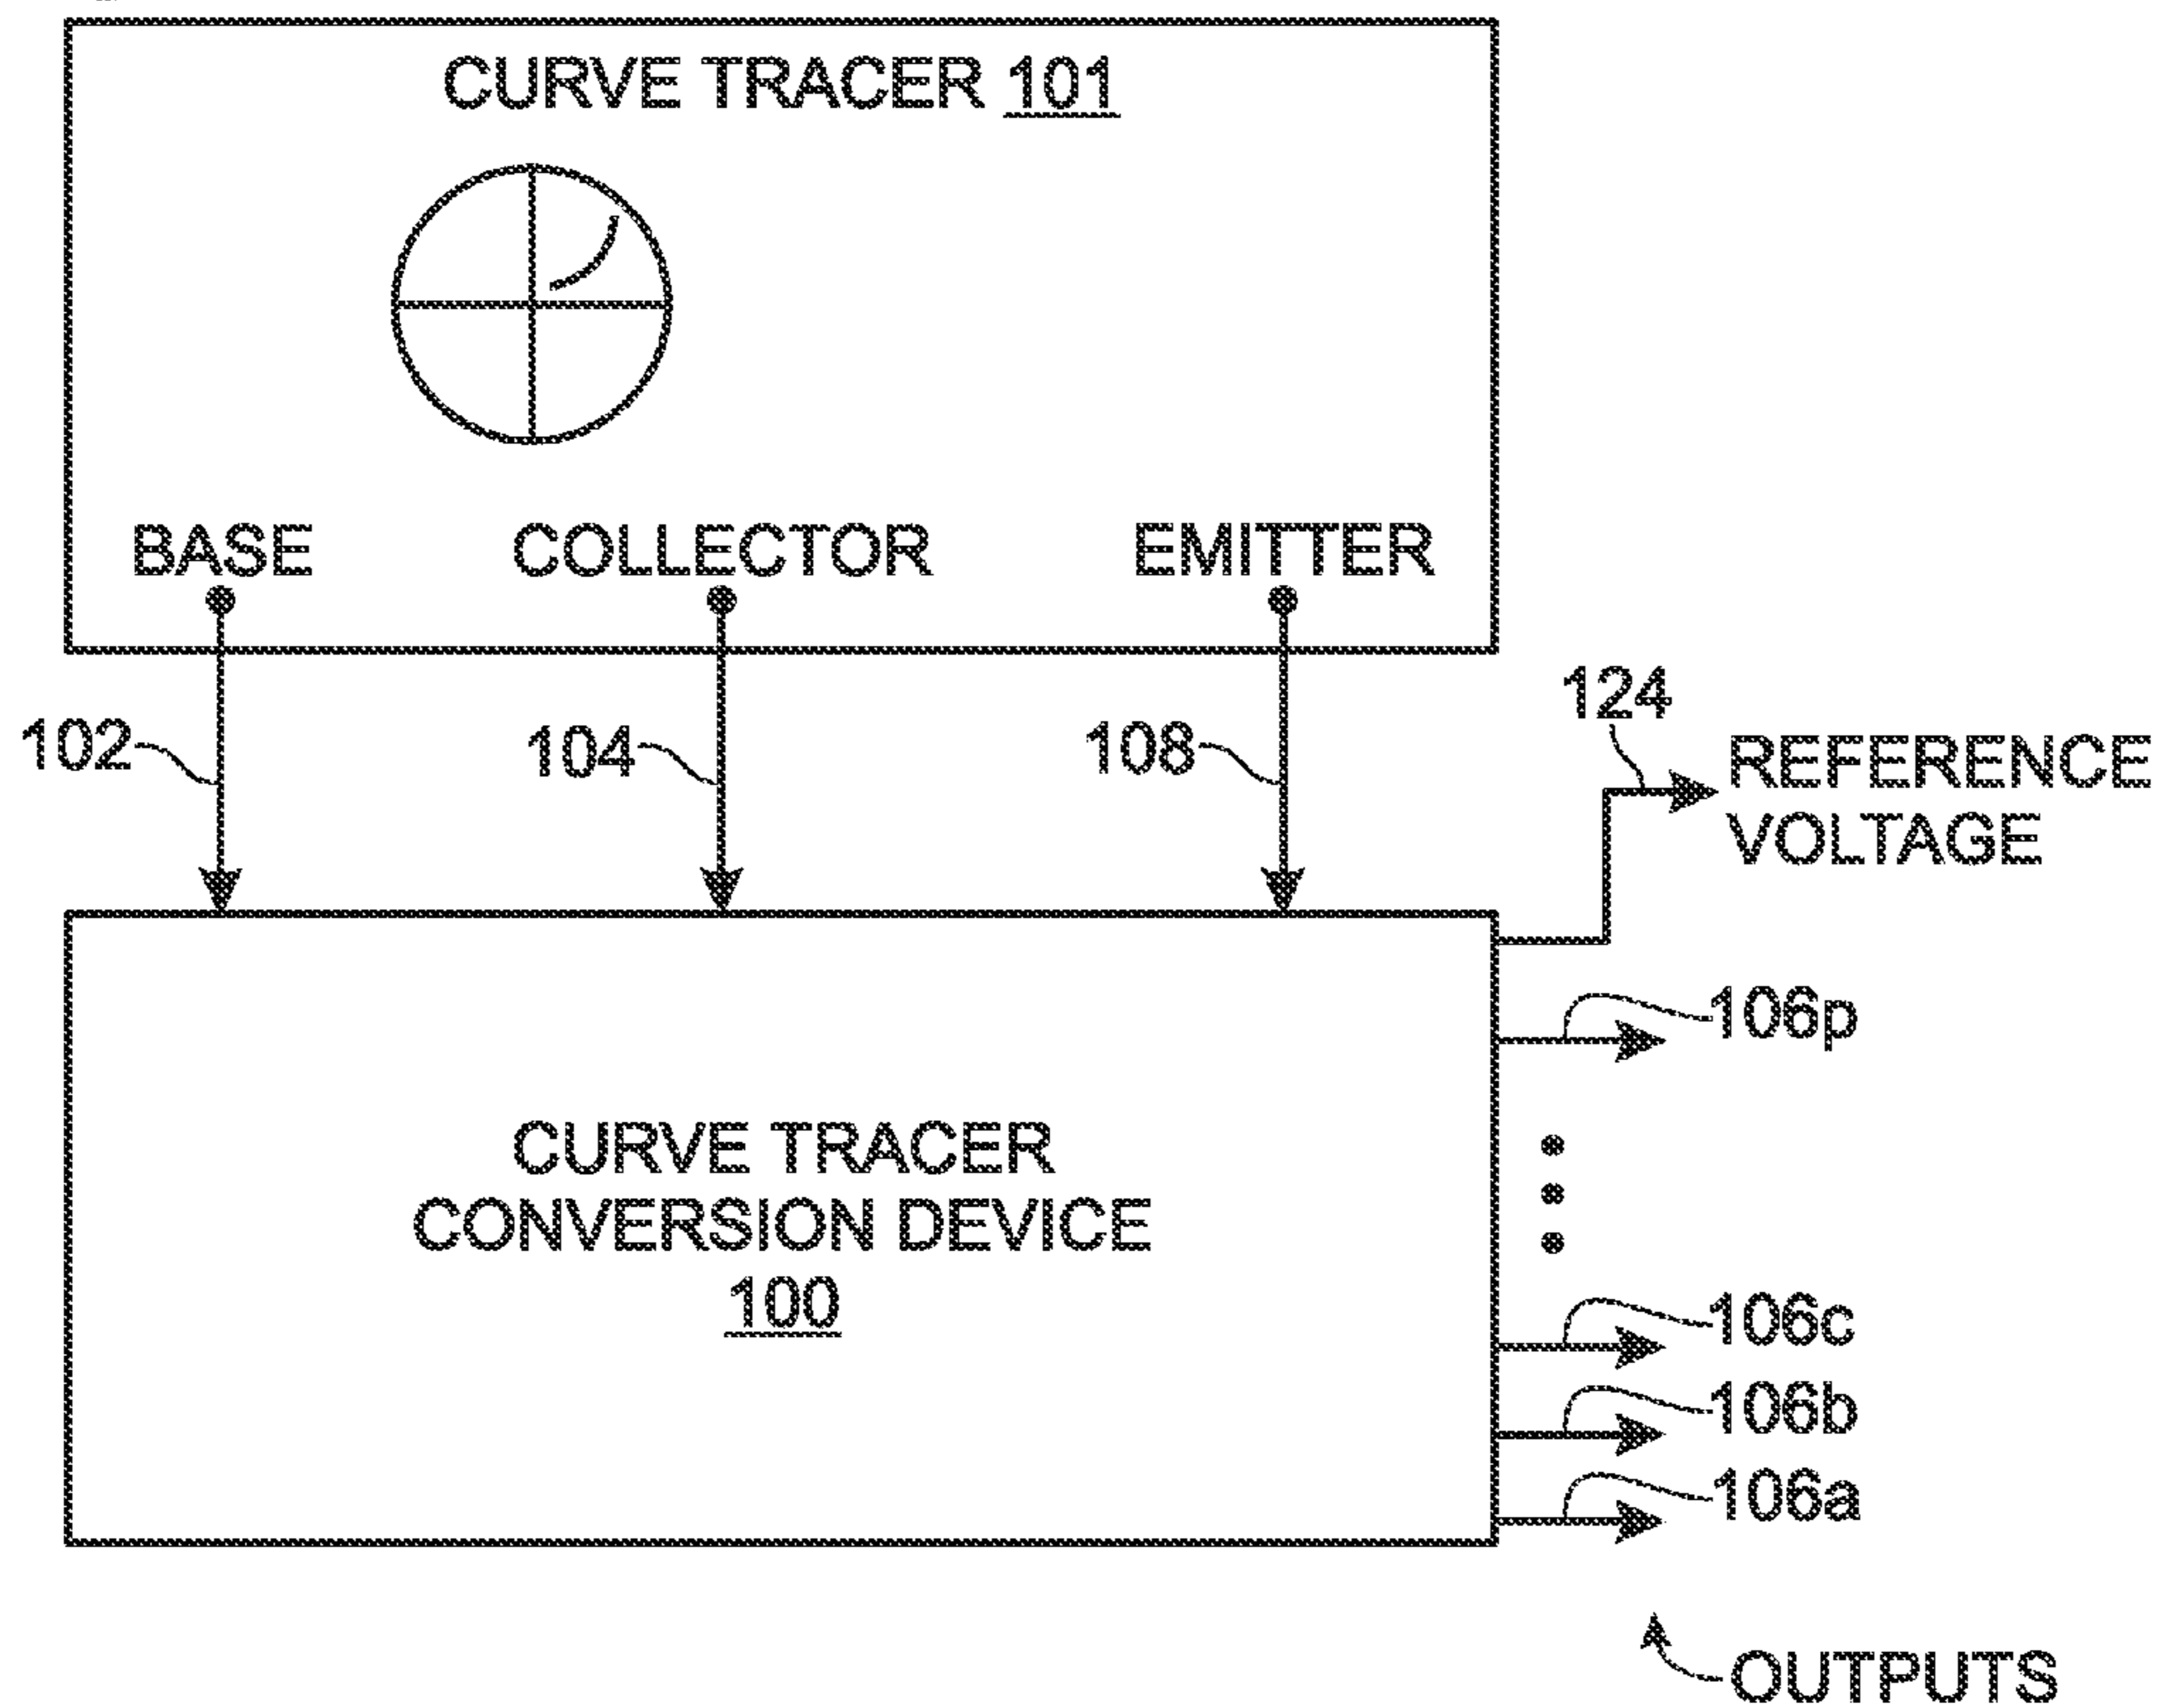 CURVE TRACER 101
BASE
COLLECTOR
EMITTER
102
104
108
124
REFERENCE
VOLTAGE
106p
CURVE TRACER
CONVERSION DEVICE
100
106c
106b
106a
OUTPUTS